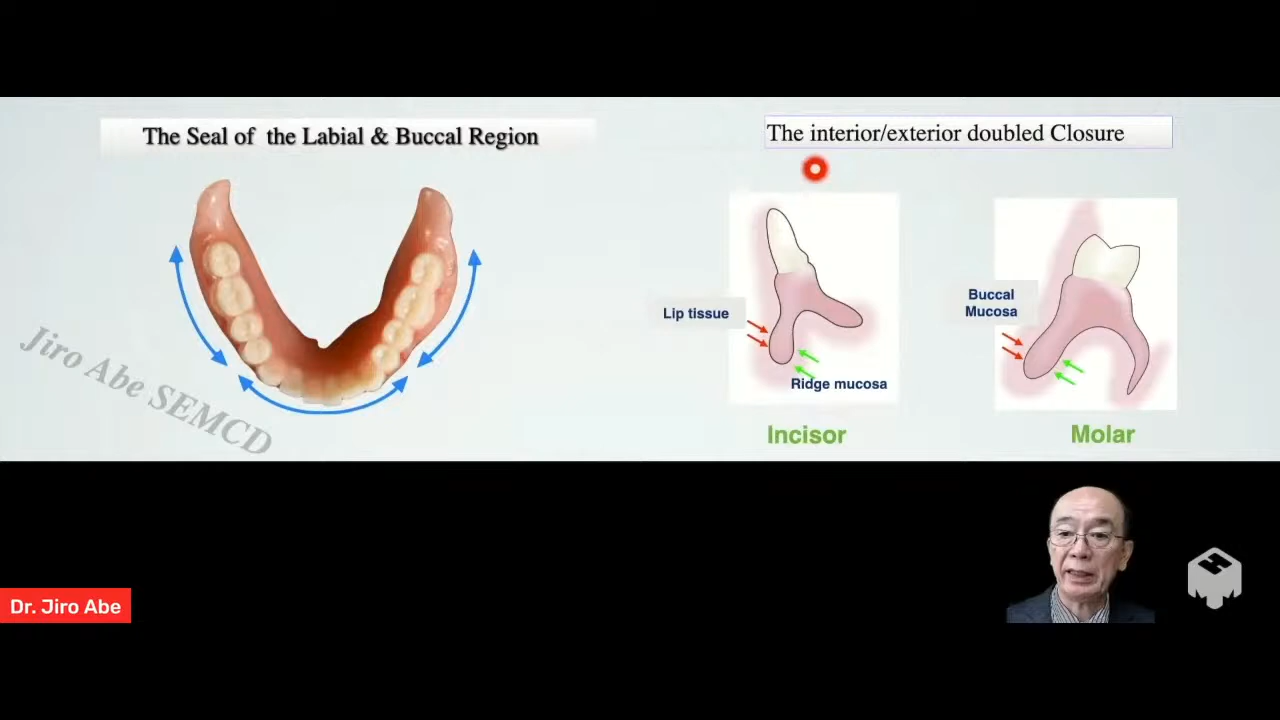 The Seal of the Labial & Buccal Region
The interior/exterior doubled Closure
Lip tissue
Ridge mucosa
Incisor
Buccal
Mucosa
Molar
Jiro Abe SEMCD
Dr. Jiro Abe